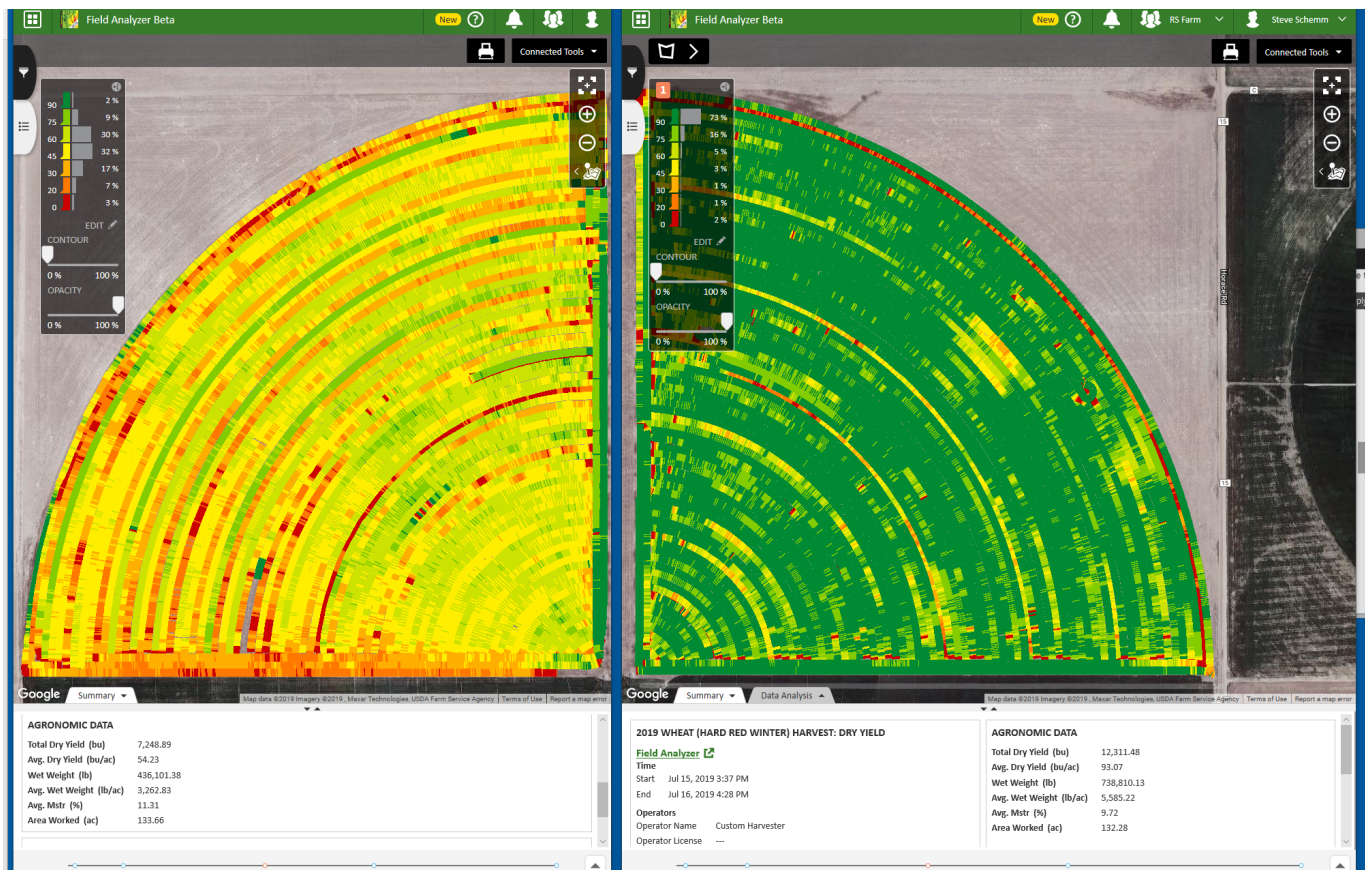 Field Analyzer Beta
New
?
Connected Tools
90
75
60
45
30
20
0
2 %
9 %
30 %
32 %
17 %
7 %
3 %
EDIT
CONTOUR
0 % 100 %
OPACITY
0 % 100 %
Google
Summary
Map data ©2019 Imagery ©2019 , Maxar Technologies, USDA Farm Service Agency
Terms of Use
Report a map error
AGRONOMIC DATA
Total Dry Yield (bu) 7,248.89
Avg. Dry Yield (bu/ac) 54.23
Wet Weight (lb) 436,101.38
Avg. Wet Weight (lb/ac) 3,262.83
Avg. Mstr (%) 11.31
Area Worked (ac) 133.66
Field Analyzer Beta
New
?
RS Farm
Steve Schemm
Connected Tools
1
90
75
60
45
30
20
0
73 %
16 %
5 %
3 %
1 %
1 %
2 %
EDIT
CONTOUR
0 % 100 %
OPACITY
0 % 100 %
C
15
Horace Rd
15
Google
Summary
Data Analysis
Map data ©2019 Imagery ©2019 , Maxar Technologies, USDA Farm Service Agency
Terms of Use
Report a map error
2019 WHEAT (HARD RED WINTER) HARVEST: DRY YIELD
Field Analyzer
Time
Start Jul 15, 2019 3:37 PM
End Jul 16, 2019 4:28 PM
Operators
Operator Name Custom Harvester
Operator License ---
AGRONOMIC DATA
Total Dry Yield (bu) 12,311.48
Avg. Dry Yield (bu/ac) 93.07
Wet Weight (lb) 738,810.13
Avg. Wet Weight (lb/ac) 5,585.22
Avg. Mstr (%) 9.72
Area Worked (ac) 132.28